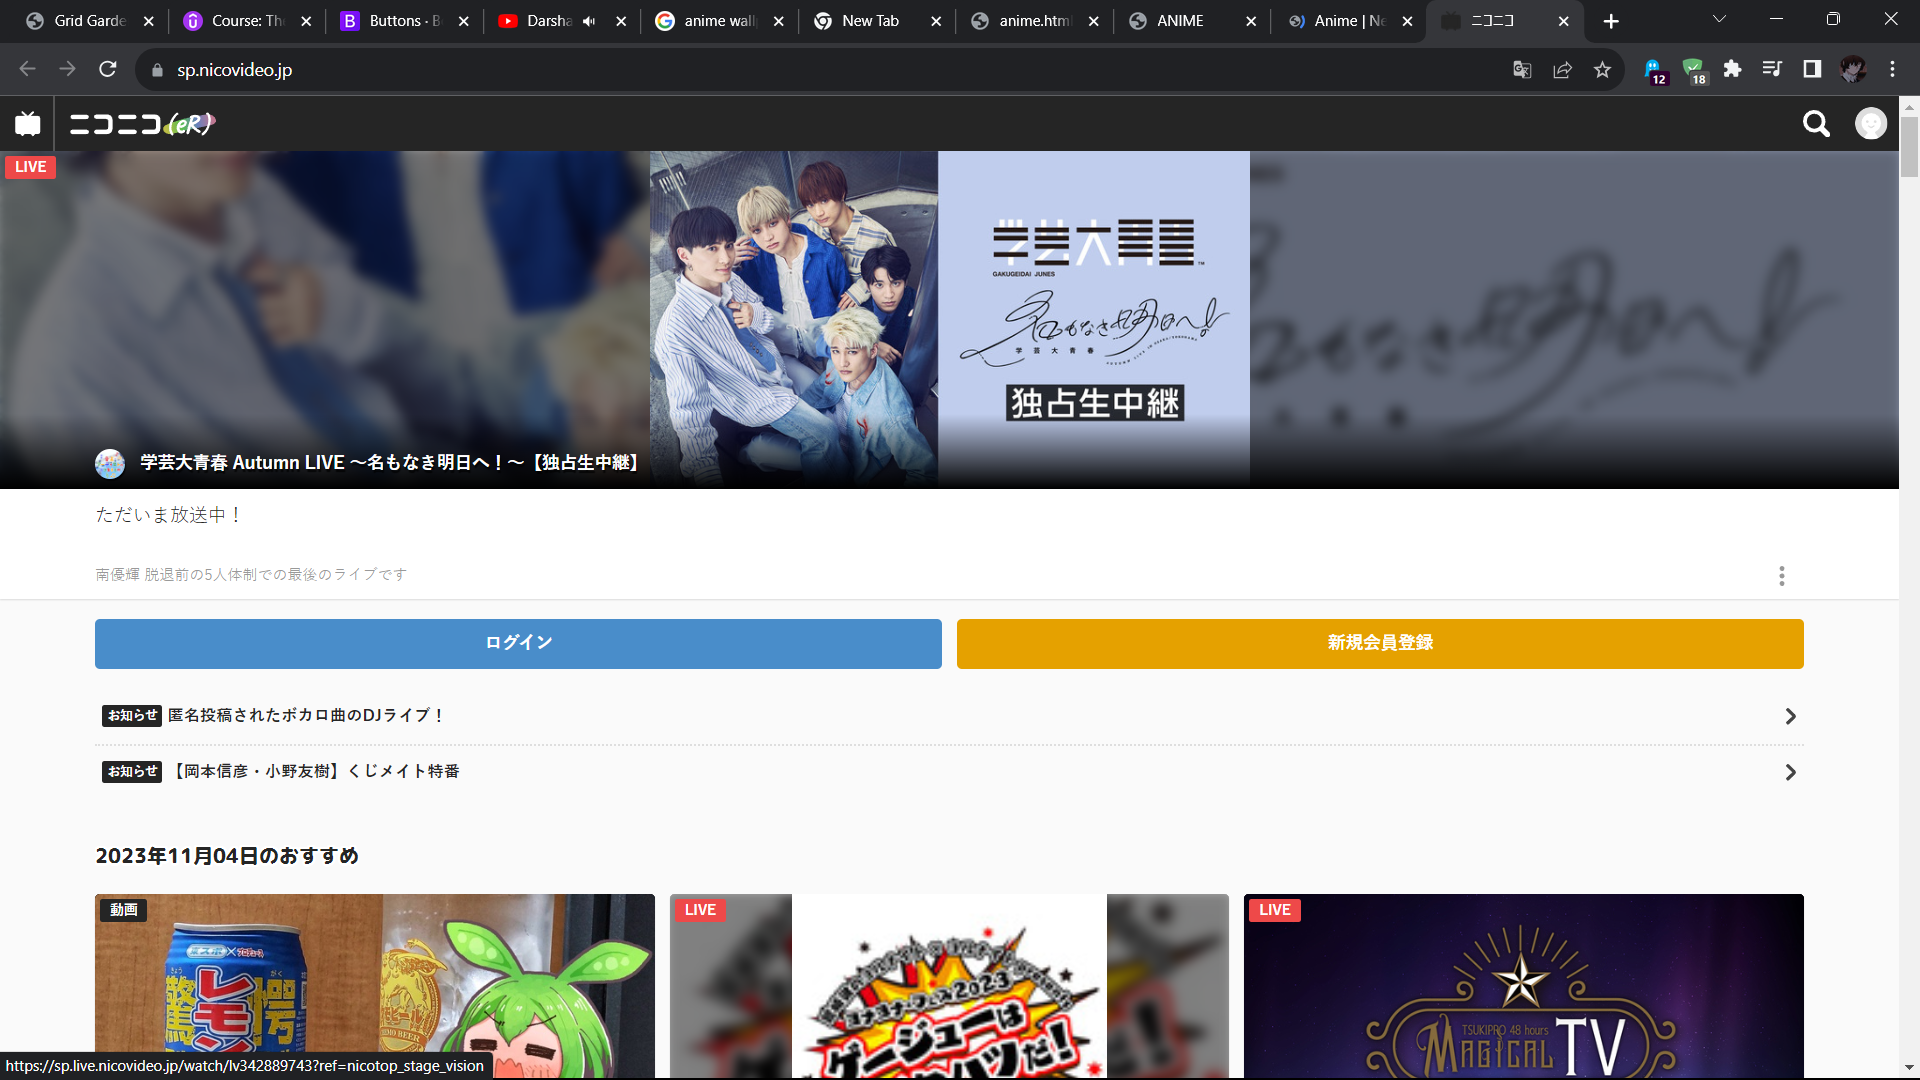 Grid Garde
Course: Th
Buttons · B
Darsha
anime wall
New Tab
anime.htm
ANIME
Anime | Ne
ニコニコ
sp.nicovideo.jp
12
18
ニコニコ(eR)
LIVE
学芸大青春
GAKUGEIDAI JUNES
名もなき明日へ!
学芸大青春
独占生中継
学芸大青春 Autumn LIVE ～名もなき明日へ！～【独占生中継】
ただいま放送中！
南優輝 脱退前の5人体制での最後のライブです
ログイン
新規会員登録
お知らせ 匿名投稿されたボカロ曲のDJライブ！
お知らせ 【岡本信彦・小野友樹】くじメイト特番
2023年11月04日のおすすめ
動画
LIVE
LIVE
レモン
ゲージューは
TSUKIPRO 48 hours
MAGICAL TV
https://sp.live.nicovideo.jp/watch/lv342889743?ref=nicotop_stage_vision